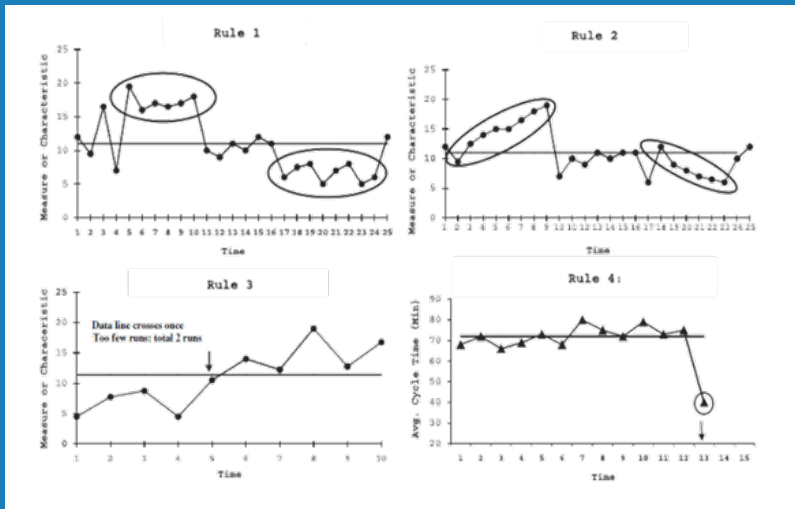 Rule 1
Measure or Characteristic
25
20
15
10
5
0
1 2 3 4 5 6 7 8 9 10 11 12 13 14 15 16 17 18 19 20 21 22 23 24 25
Time
Rule 2
Measure or Characteristic
25
20
15
10
5
0
1 2 3 4 5 6 7 8 9 10 11 12 13 14 15 16 17 18 19 20 21 22 23 24 25
Time
Rule 3
Measure or Characteristic
25
20
15
10
5
0
Data line crosses once
Too few runs: total 2 runs
1 2 3 4 5 6 7 8 9 10
Time
Rule 4:
Avg. Cycle Time (Min)
90
80
70
60
50
40
30
20
1 2 3 4 5 6 7 8 9 10 11 12 13 14 15
Time